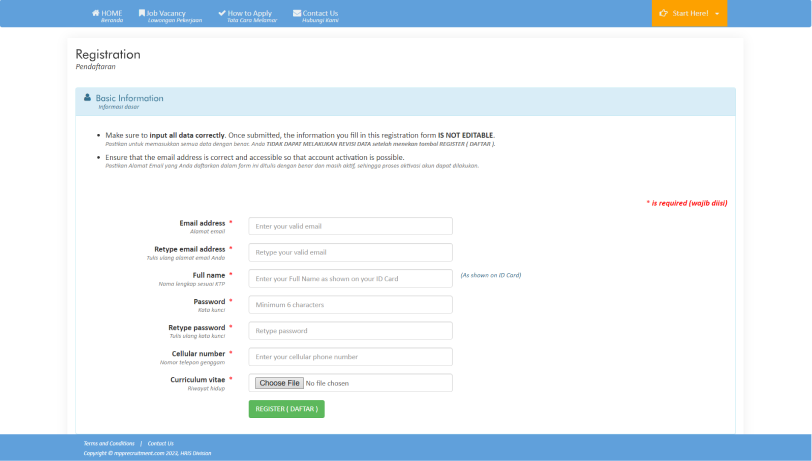 HOME
Beranda
Job Vacancy
Lowongan Pekerjaan
How to Apply
Tata Cara Melamar
Contact Us
Hubungi Kami
Start Here!
Registration
Pendaftaran
Basic Information
Informasi dasar
Make sure to input all data correctly. Once submitted, the information you fill in this registration form IS NOT EDITABLE.
Pastikan untuk memasukkan semua data dengan benar. Anda TIDAK DAPAT MELAKUKAN REVISI DATA setelah menekan tombol REGISTER ( DAFTAR ).
Ensure that the email address is correct and accessible so that account activation is possible.
Pastikan Alamat Email yang Anda daftarkan dalam form ini ditulis dengan benar dan masih aktif, sehingga proses aktivasi akun dapat dilakukan.
* is required (wajib diisi)
Email address *
Alamat email
Enter your valid email
Retype email address *
Tulis ulang alamat email Anda
Retype your valid email
Full name *
Nama lengkap sesuai KTP
Enter your Full Name as shown on your ID Card
(As shown on ID Card)
Password *
Kata kunci
Minimum 6 characters
Retype password *
Tulis ulang kata kunci
Retype password
Cellular number *
Nomor telepon genggam
Enter your cellular phone number
Curriculum vitae *
Riwayat hidup
Choose File No file chosen
REGISTER ( DAFTAR )
Terms and Conditions | Contact Us
Copyright © mpprecruitment.com 2023, HRIS Division